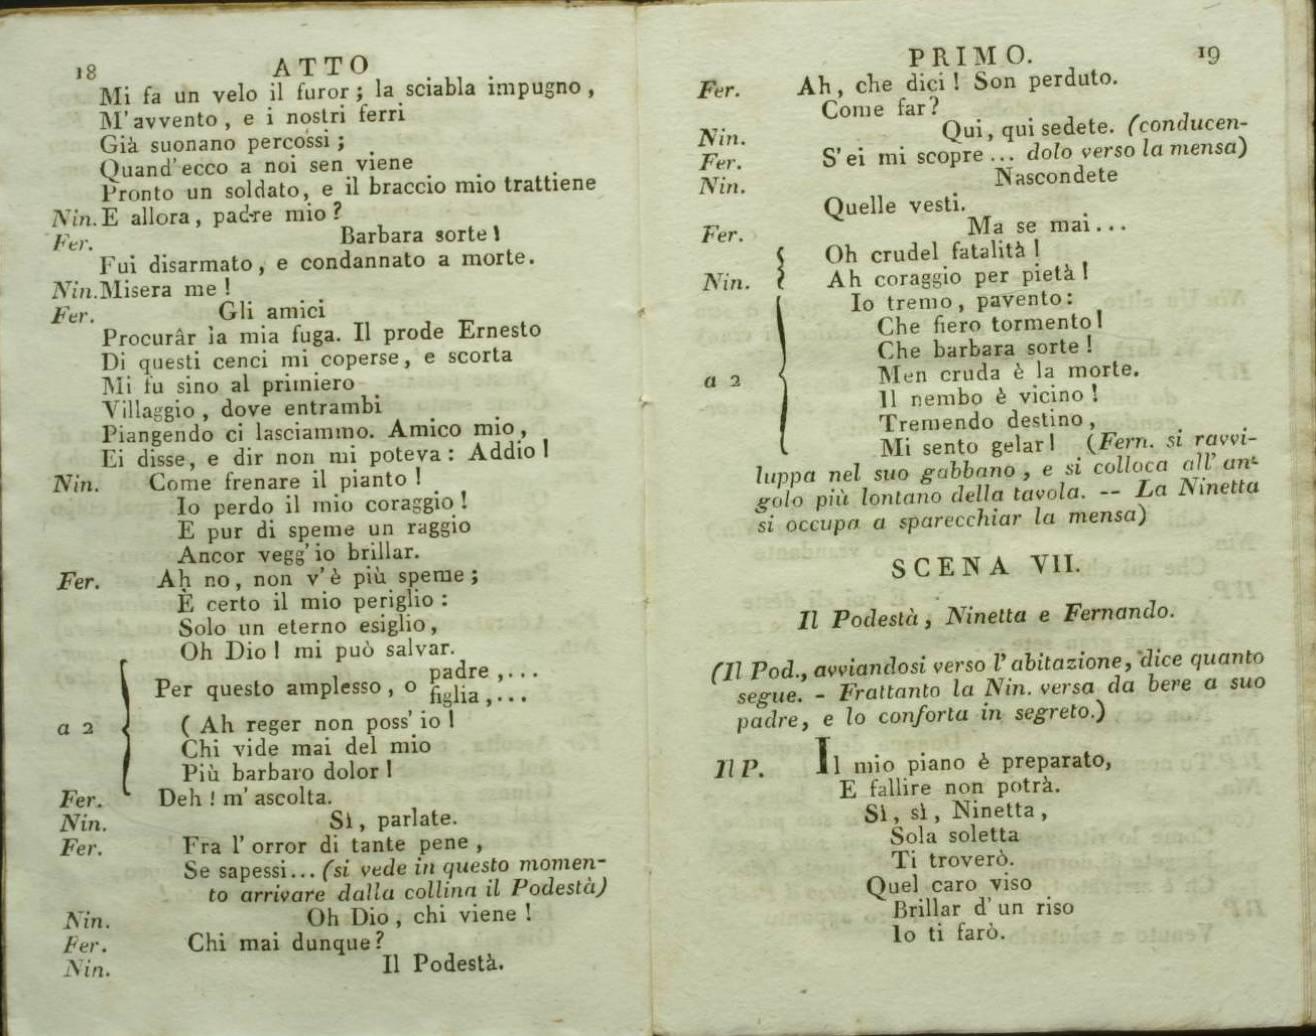 18 ATTO
Mi fa un velo il furor; la sciabla impugno,
M'avvento, e i nostri ferri
Già suonano percossi;
Quand'ecco a noi sen viene
Pronto un soldato, e il braccio mio trattiene
Nin. E allora, padre mio?
Fer. Barbara sorte!
Fui disarmato, e condannato a morte.
Nin. Misera me!
Fer. Gli amici
Procurâr la mia fuga. Il prode Ernesto
Di questi cenci mi coperse, e scorta
Mi fu sino al primiero
Villaggio, dove entrambi
Piangendo ci lasciammo. Amico mio,
Ei disse, e dir non mi poteva: Addio!
Nin. Come frenare il pianto!
Io perdo il mio coraggio!
E pur di speme un raggio
Ancor vegg'io brillar.
Fer. Ah no, non v'è più speme;
È certo il mio periglio:
Solo un eterno esiglio,
Oh Dio! mi può salvar.
a 2 Per questo amplesso, o padre,...
figlia,...
(Ah reger non poss'io!
Chi vide mai del mio
Più barbaro dolor!
Fer. Deh! m'ascolta.
Nin. Sì, parlate.
Fer. Fra l'orror di tante pene,
Se sapessi... (si vede in questo momen-
to arrivare dalla collina il Podestà)
Nin. Oh Dio, chi viene!
Fer. Chi mai dunque?
Nin. Il Podestà.
PRIMO. 19
Fer. Ah, che dici! Son perduto.
Come far?
Nin. Qui, qui sedete. (conducen-
Fer. S'ei mi scopre... dolo verso la mensa)
Nin. Nascondete
Quelle vesti.
Fer. Ma se mai...
Oh crudel fatalità!
Nin. Ah coraggio per pietà!
Io tremo, pavento:
Che fiero tormento!
Che barbara sorte!
a 2 Men cruda è la morte.
Il nembo è vicino!
Tremendo destino,
Mi sento gelar! (Fern. si ravvi-
luppa nel suo gabbano, e si colloca all'an-
golo più lontano della tavola. -- La Ninetta
si occupa a sparecchiar la mensa)
SCENA VII.
Il Podestà, Ninetta e Fernando.
(Il Pod., avviandosi verso l'abitazione, dice quanto
segue. - Frattanto la Nin. versa da bere a suo
padre, e lo conforta in segreto.)
Il P. Il mio piano è preparato,
E fallire non potrà.
Sì, sì, Ninetta,
Sola soletta
Ti troverò.
Quel caro viso
Brillar d'un riso
Io ti farò.